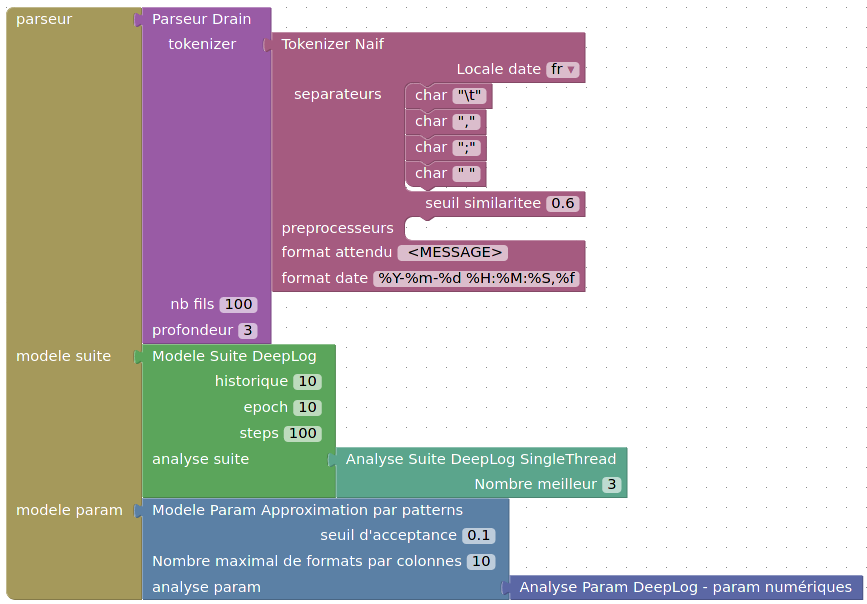 parseur Parseur Drain
tokenizer Tokenizer Naif
Locale date fr
separateurs char "\t"
char ","
char ";"
char " "
seuil similaritee 0.6
preprocesseurs
format attendu <MESSAGE>
format date %Y-%m-%d %H:%M:%S,%f
nb fils 100
profondeur 3
modele suite Modele Suite DeepLog
historique 10
epoch 10
steps 100
analyse suite Analyse Suite DeepLog SingleThread
Nombre meilleur 3
modele param Modele Param Approximation par patterns
seuil d'acceptance 0.1
Nombre maximal de formats par colonnes 10
analyse param Analyse Param DeepLog - param numériques